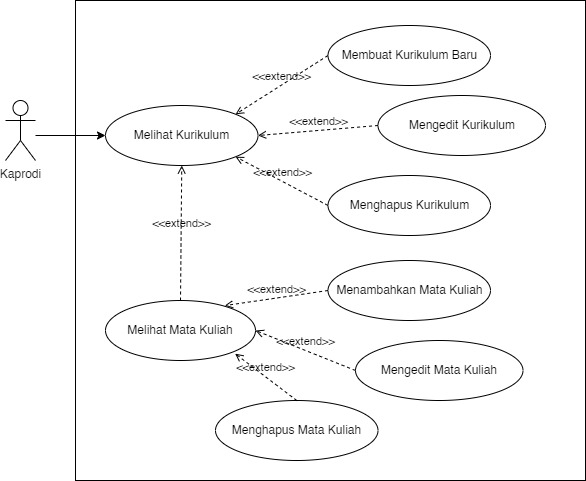 Membuat Kurikulum Baru
<<extend>>
Mengedit Kurikulum
<<extend>>
Melihat Kurikulum
Kaprodi
<<extend>>
Menghapus Kurikulum
<<extend>>
Menambahkan Mata Kuliah
<<extend>>
Melihat Mata Kuliah
<<extend>>
Mengedit Mata Kuliah
<<extend>>
Menghapus Mata Kuliah